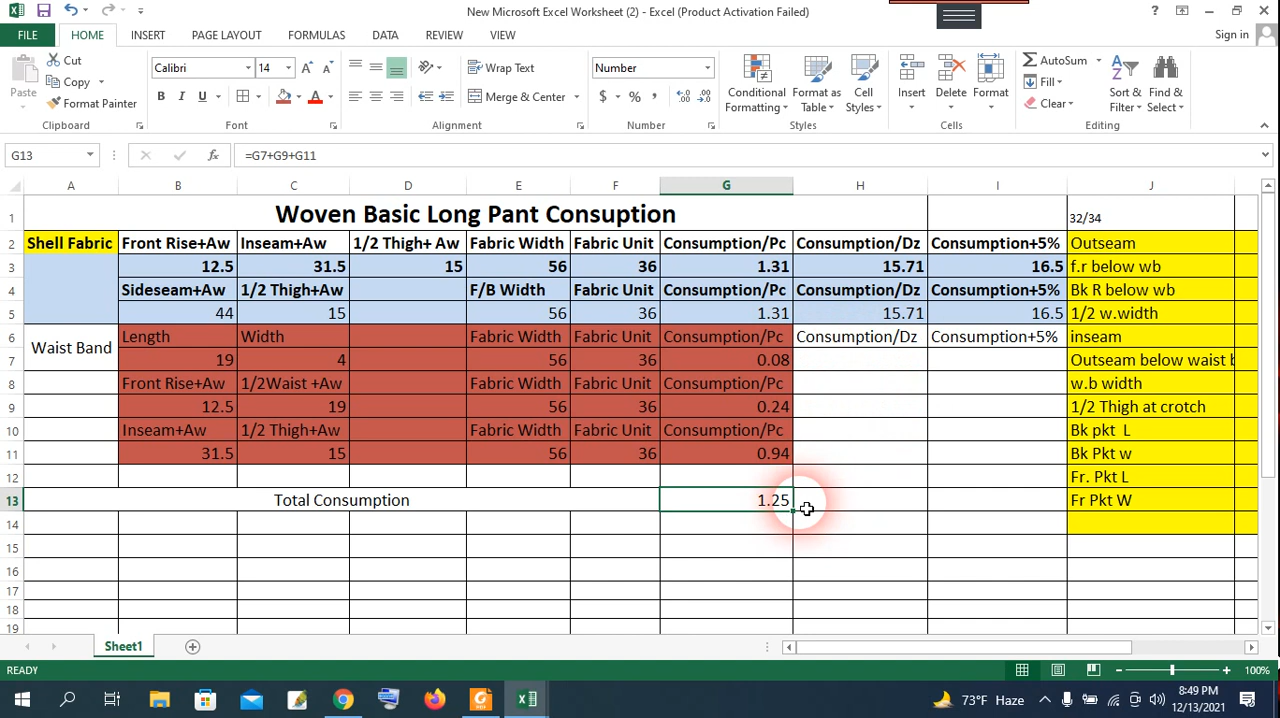 New Microsoft Excel Worksheet (2) - Excel (Product Activation Failed)
FILE HOME INSERT PAGE LAYOUT FORMULAS DATA REVIEW VIEW Sign in
Paste
Cut
Copy
Format Painter
Clipboard
Calibri 14
B I U
Font
Wrap Text
Merge & Center
Alignment
Number
$ % ,
Number
Conditional Formatting
Format as Table
Cell Styles
Styles
Insert Delete Format
Cells
AutoSum
Fill
Clear
Sort & Filter
Find & Select
Editing
G13 fx =G7+G9+G11
A B C D E F G H I J
1 Woven Basic Long Pant Consuption 32/34
2 Shell Fabric Front Rise+Aw Inseam+Aw 1/2 Thigh+ Aw Fabric Width Fabric Unit Consumption/Pc Consumption/Dz Consumption+5% Outseam
3 12.5 31.5 15 56 36 1.31 15.71 16.5 f.r below wb
4 Sideseam+Aw 1/2 Thigh+Aw F/B Width Fabric Unit Consumption/Pc Consumption/Dz Consumption+5% Bk R below wb
5 44 15 56 36 1.31 15.71 16.5 1/2 w.width
6 Waist Band Length Width Fabric Width Fabric Unit Consumption/Pc Consumption/Dz Consumption+5% inseam
7 19 4 56 36 0.08 Outseam below waist b
8 Front Rise+Aw 1/2Waist +Aw Fabric Width Fabric Unit Consumption/Pc w.b width
9 12.5 19 56 36 0.24 1/2 Thigh at crotch
10 Inseam+Aw 1/2 Thigh+Aw Fabric Width Fabric Unit Consumption/Pc Bk pkt L
11 31.5 15 56 36 0.94 Bk Pkt w
12 Fr. Pkt L
13 Total Consumption 1.25 Fr Pkt W
14
15
16
17
18
19
Sheet1
READY 100%
73°F Haze 8:49 PM
12/13/2021